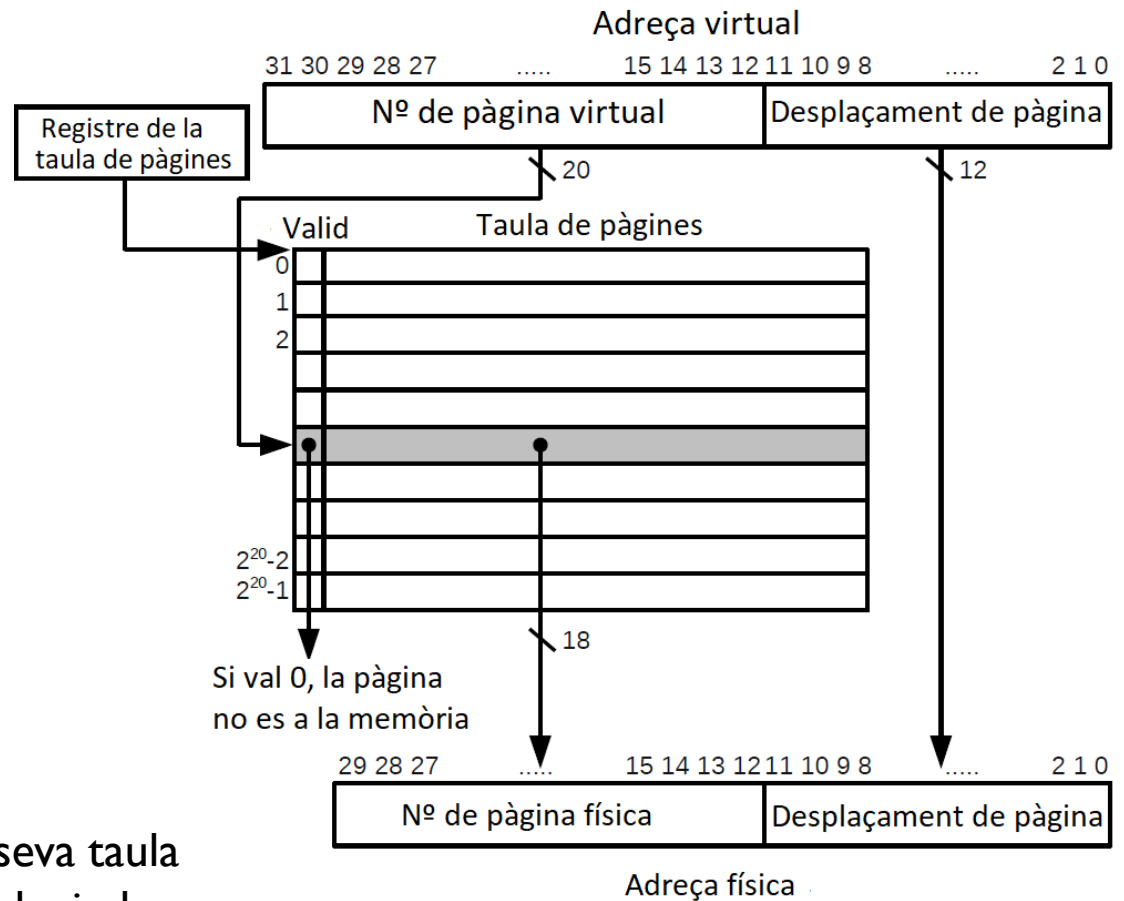 Adreça virtual
31 30 29 28 27 ..... 15 14 13 12 11 10 9 8 ..... 2 1 0
Nº de pàgina virtual Desplaçament de pàgina
Registre de la
taula de pàgines
20 12
Valid Taula de pàgines
0
1
2
2²⁰-2
2²⁰-1
18
Si val 0, la pàgina
no es a la memòria
29 28 27 ..... 15 14 13 12 11 10 9 8 ..... 2 1 0
Nº de pàgina física Desplaçament de pàgina
seva taula
Adreça física